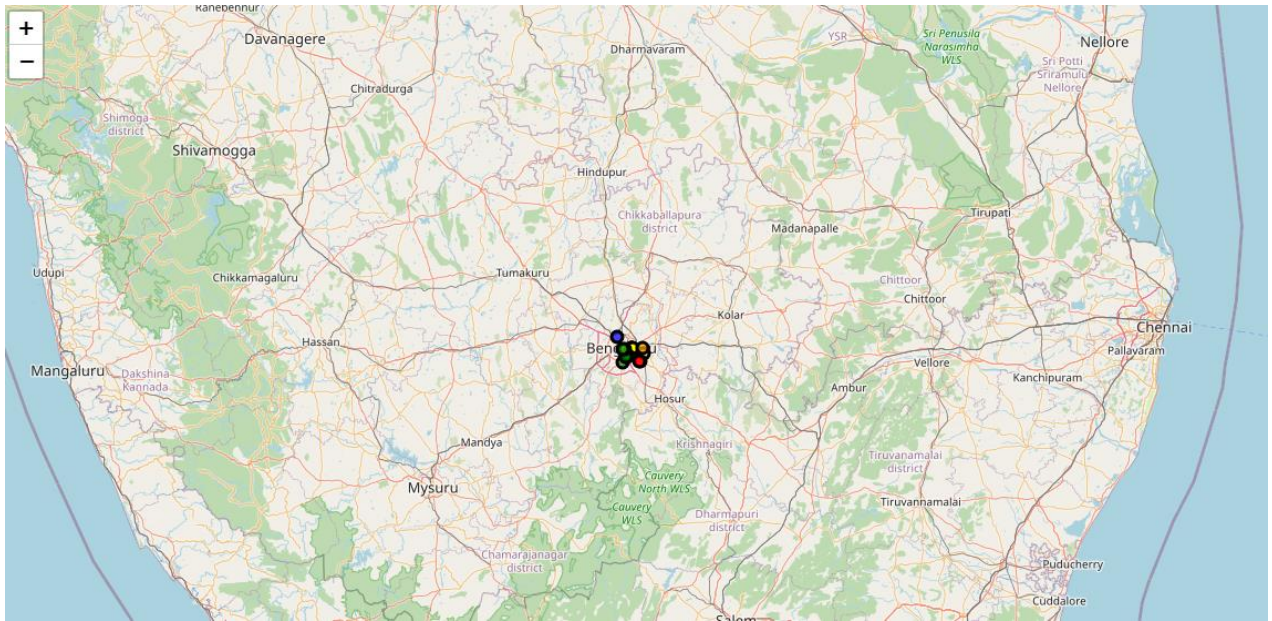 +
−
Ranebennur
Davanagere
Dharmavaram
YSR
Sri Penusila
Narasimha
WLS
Nellore
Sri Potti
Sriramulu
Nellore
Chitradurga
Shimoga
district
Shivamogga
Hindupur
Chikkaballapura
district
Madanapalle
Tirupati
Udupi
Chikkamagaluru
Tumakuru
Kolar
Chittoor
Chittoor
Chennai
Pallavaram
Hassan
Mangaluru
Dakshina
Kannada
Vellore
Kanchipuram
Ambur
Hosur
Mandya
Krishnagiri
Tiruvanamalai
district
Mysuru
Cauvery
North WLS
Cauvery
WLS
Dharmapuri
district
Tiruvannamalai
Chamarajanagar
district
Puducherry
Cuddalore
Salem